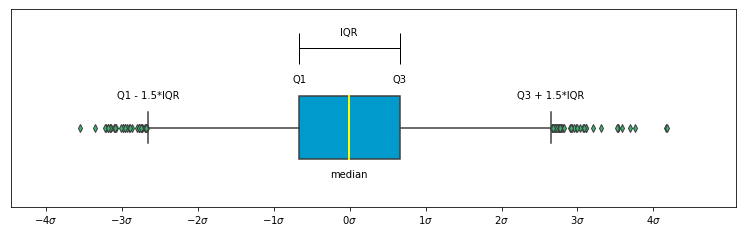 IQR
Q1
Q3
Q1 - 1.5*IQR
Q3 + 1.5*IQR
median
−4σ
−3σ
−2σ
−1σ
0σ
1σ
2σ
3σ
4σ